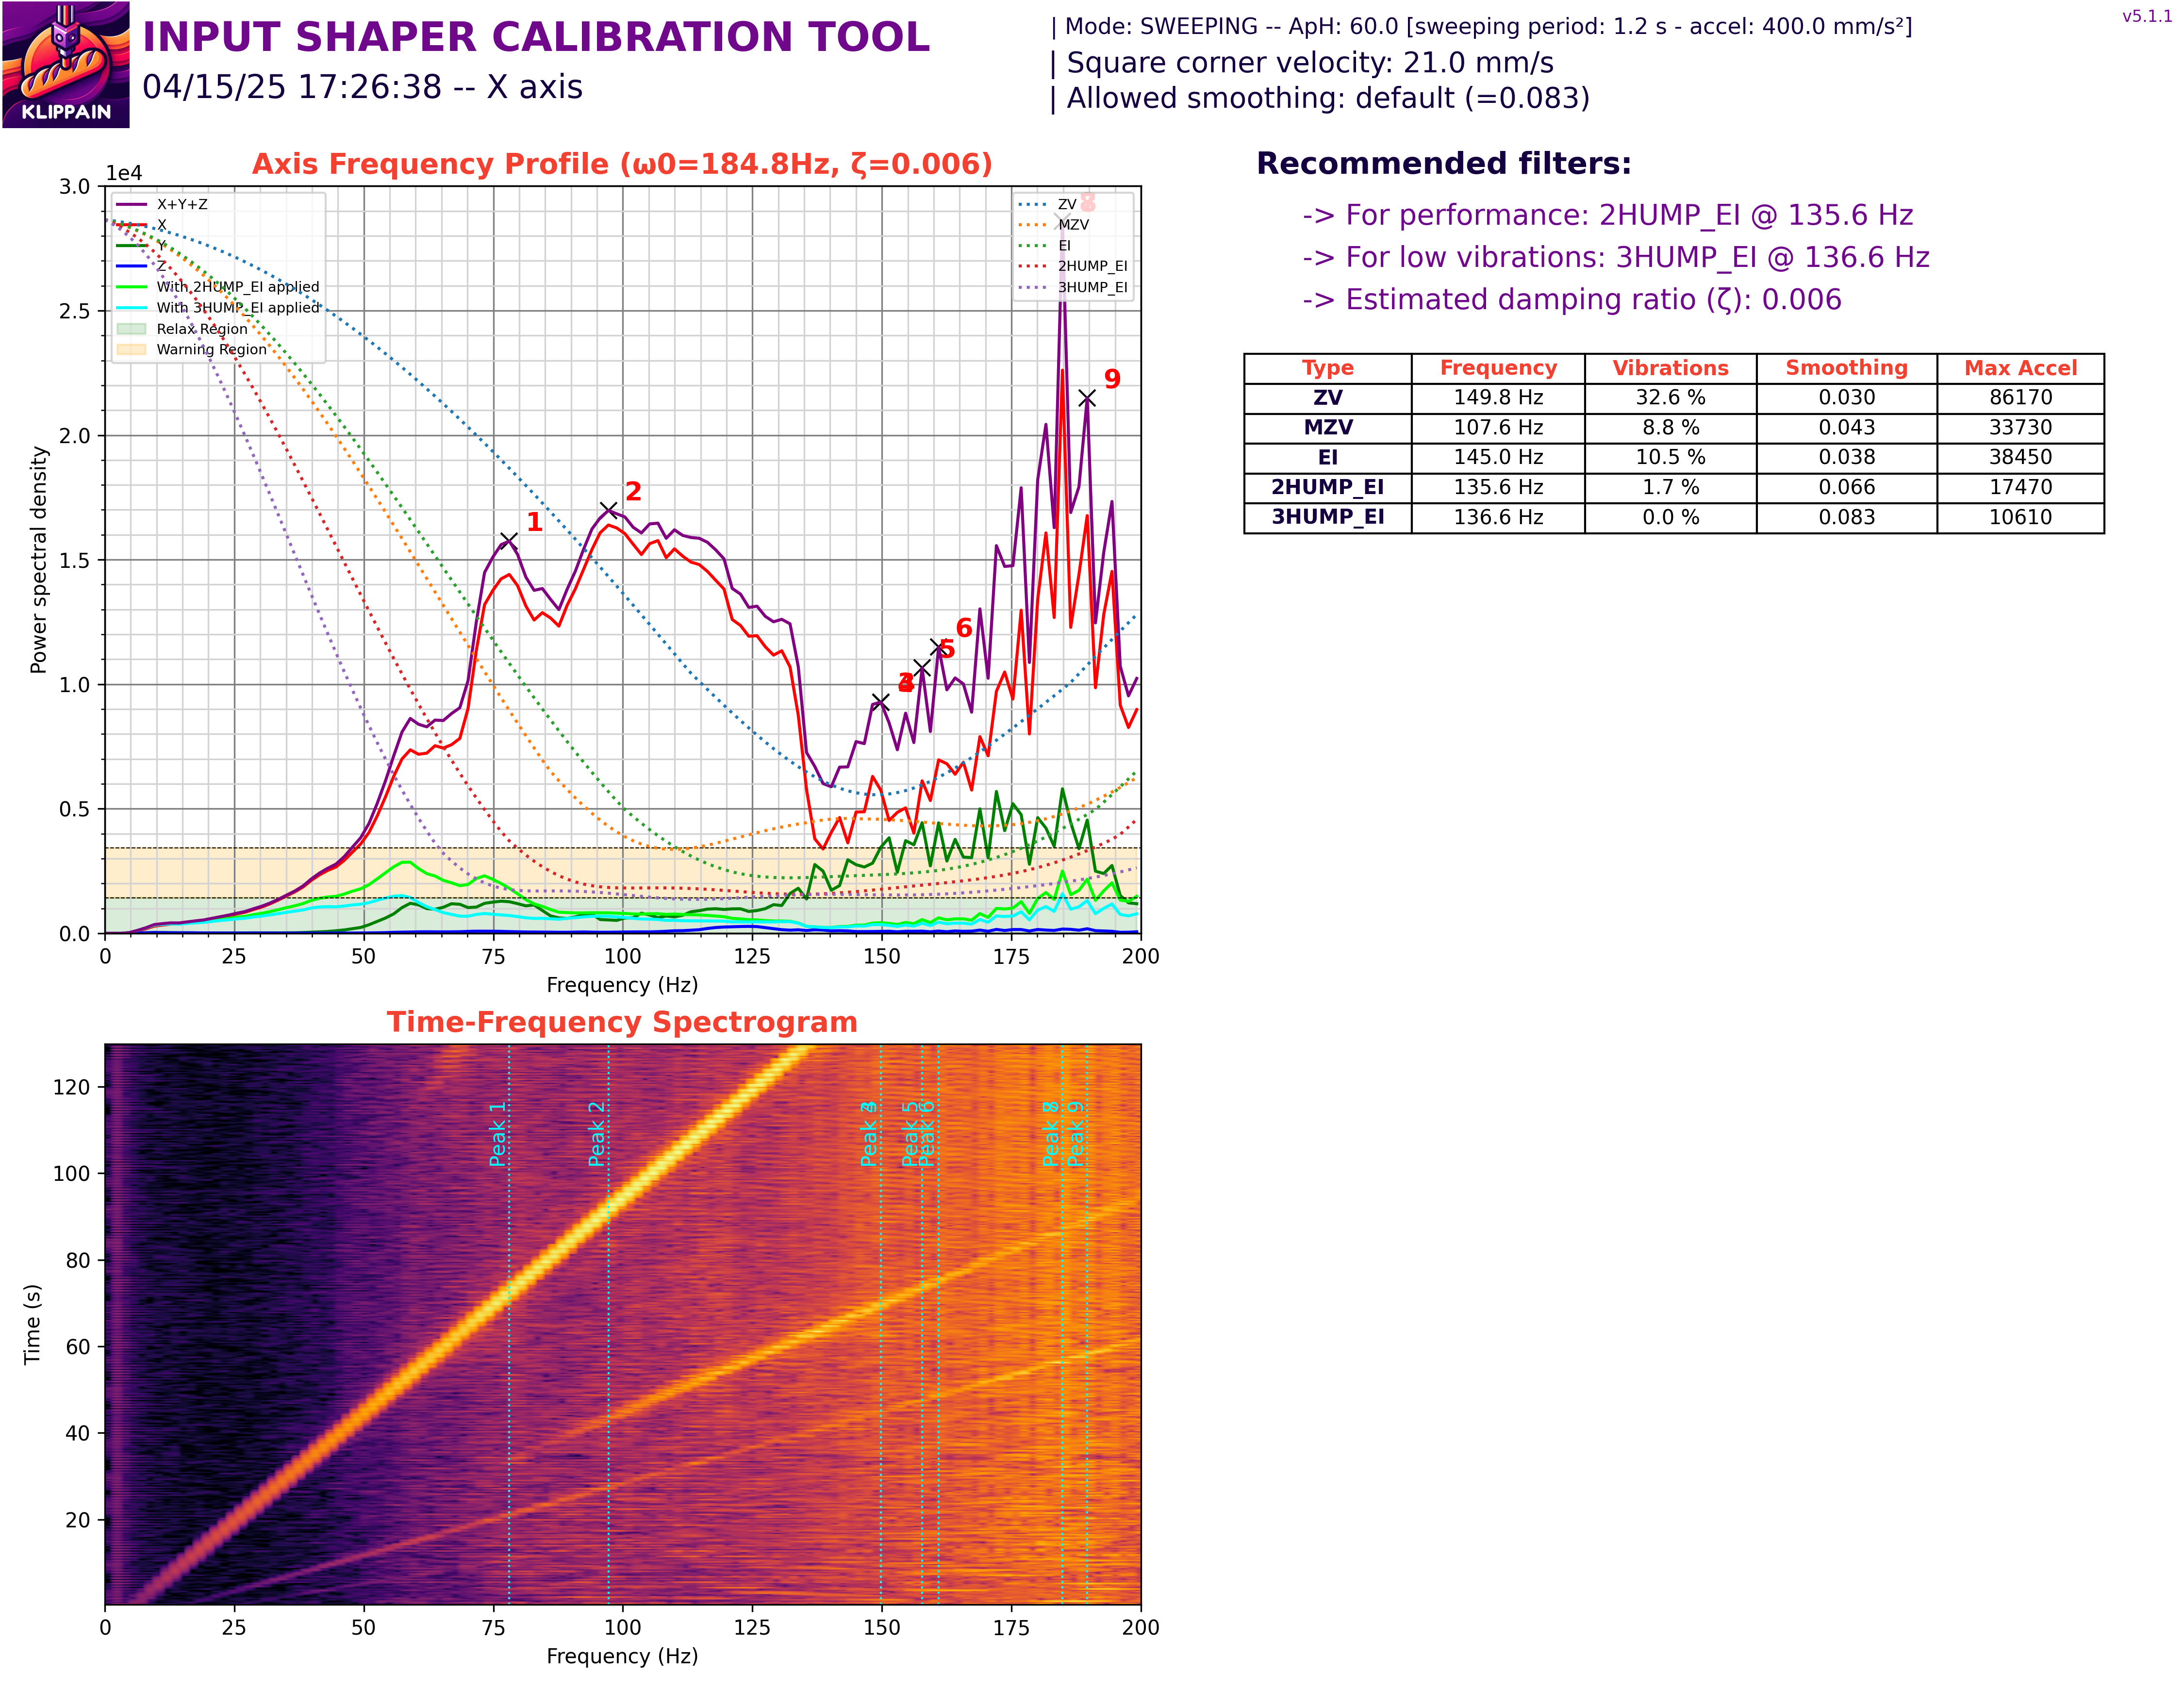 INPUT SHAPER CALIBRATION TOOL
04/15/25 17:26:38 -- X axis
KLIPPAIN
| Mode: SWEEPING -- ApH: 60.0 [sweeping period: 1.2 s - accel: 400.0 mm/s²]
| Square corner velocity: 21.0 mm/s
| Allowed smoothing: default (=0.083)
v5.1.1
Axis Frequency Profile (ω0=184.8Hz, ζ=0.006)
1e4
3.0
2.5
2.0
1.5
1.0
0.5
0.0
Power spectral density
X+Y+Z
X
Y
Z
With 2HUMP_EI applied
With 3HUMP_EI applied
Relax Region
Warning Region
ZV
MZV
EI
2HUMP_EI
3HUMP_EI
1
2
5
6
9
0 25 50 75 100 125 150 175 200
Frequency (Hz)
Recommended filters:
-> For performance: 2HUMP_EI @ 135.6 Hz
-> For low vibrations: 3HUMP_EI @ 136.6 Hz
-> Estimated damping ratio (ζ): 0.006
Type Frequency Vibrations Smoothing Max Accel
ZV 149.8 Hz 32.6 % 0.030 86170
MZV 107.6 Hz 8.8 % 0.043 33730
EI 145.0 Hz 10.5 % 0.038 38450
2HUMP_EI 135.6 Hz 1.7 % 0.066 17470
3HUMP_EI 136.6 Hz 0.0 % 0.083 10610
Time-Frequency Spectrogram
120
100
80
60
40
20
Time (s)
Peak 1
Peak 2
Peak
Peak 5
Peak 6
Peak
Peak 9
0 25 50 75 100 125 150 175 200
Frequency (Hz)